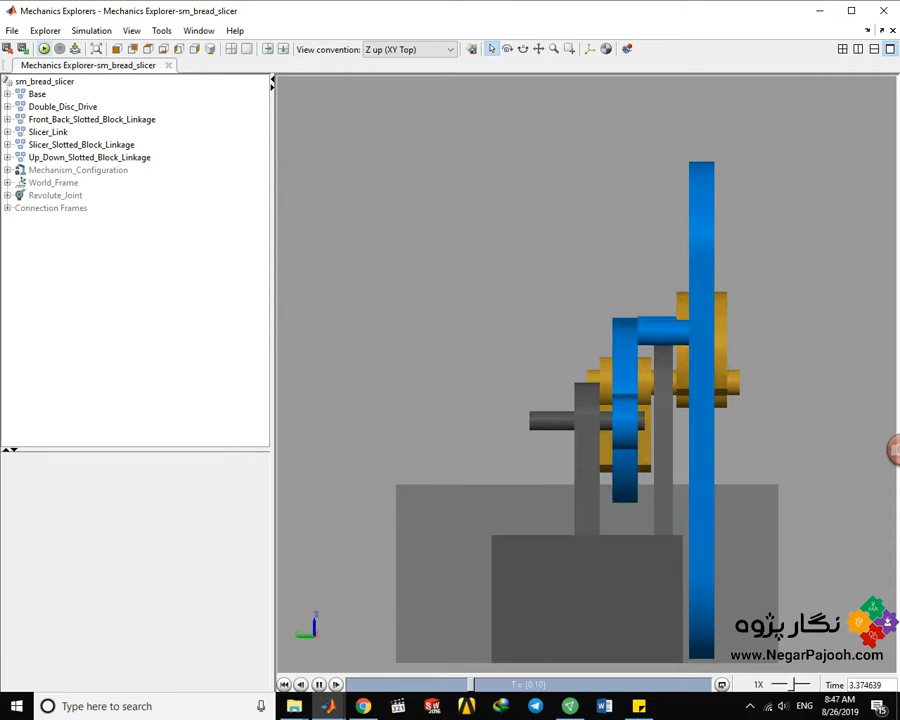 Mechanics Explorers - Mechanics Explorer-sm_bread_slicer
File Explorer Simulation View Tools Window Help
View convention: Z up (XY Top)
Mechanics Explorer-sm_bread_slicer
sm_bread_slicer
Base
Double_Disc_Drive
Front_Back_Slotted_Block_Linkage
Slicer_Link
Slicer_Slotted_Block_Linkage
Up_Down_Slotted_Block_Linkage
Mechanism_Configuration
World_Frame
Revolute_Joint
Connection Frames
نگار پژوه
www.NegarPajooh.com
T = [0,10]
1X
Time 3.374639
Type here to search
ENG
8:47 AM
8/26/2019
15